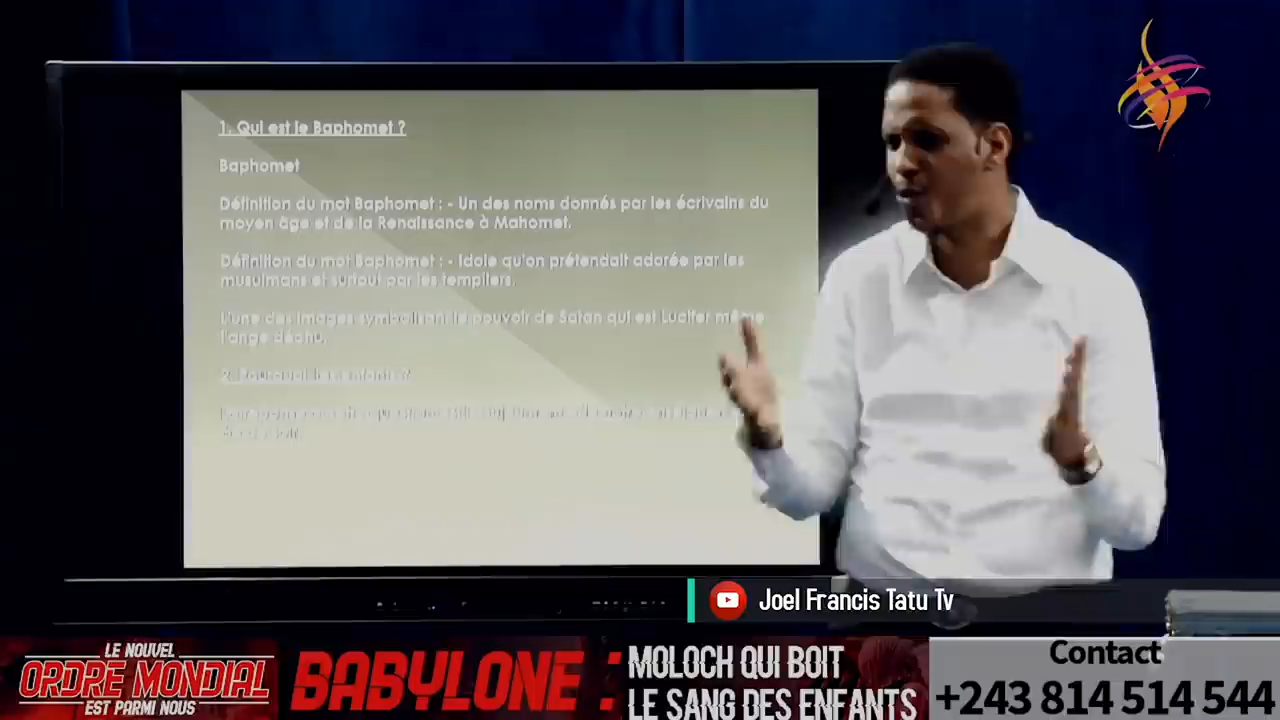 1. Qui est le Baphomet ?
Baphomet
Définition du mot Baphomet : - Un des noms donnés par les écrivains du
moyen âge et de la Renaissance à Mahomet.
Définition du mot Baphomet : - Idole qu'on prétendait adorée par les
musulmans et surtout par les templiers.
L'une des images symbolisant le pouvoir de Satan qui est Lucifer même
l'ange déchu.
2. Pourquoi les enfants ?
Joel Francis Tatu Tv
LE NOUVEL
ORDRE MONDIAL
EST PARMI NOUS
BABYLONE :
MOLOCH QUI BOIT
LE SANG DES ENFANTS
Contact
+243 814 514 544